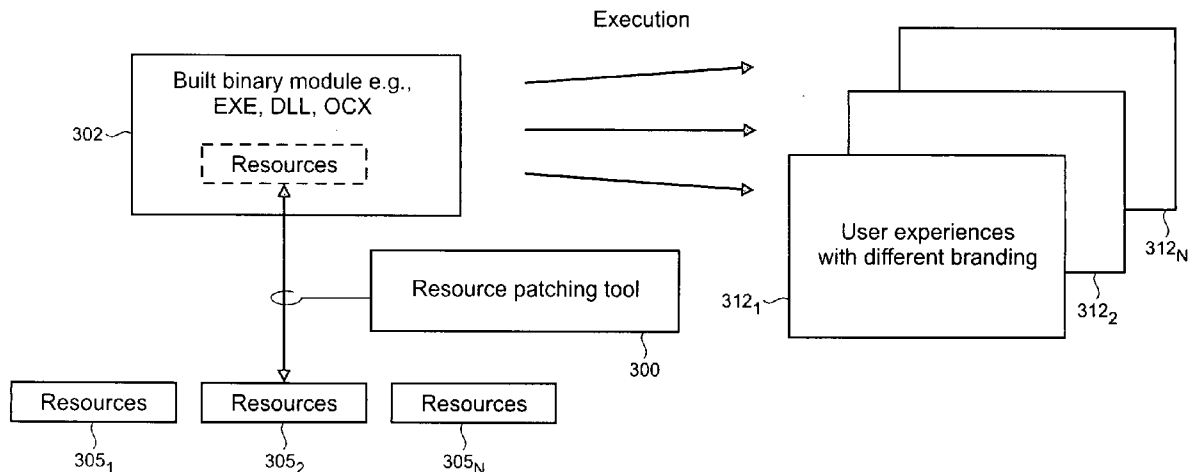 Execution
Built binary module e.g.,
EXE, DLL, OCX
302
Resources
User experiences
with different branding
312N
3122
3121
Resource patching tool
300
Resources
Resources
Resources
3051
3052
305N